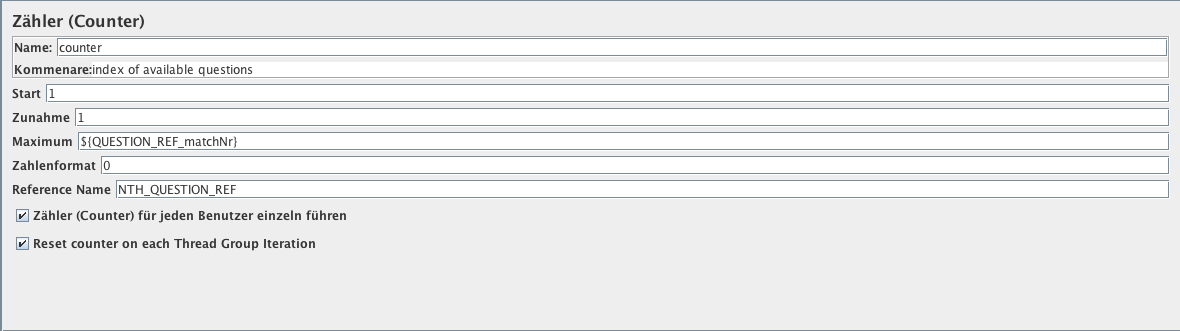 Zähler (Counter)
Name: counter
Kommenare:index of available questions
Start 1
Zunahme 1
Maximum ${QUESTION_REF_matchNr}
Zahlenformat 0
Reference Name NTH_QUESTION_REF
Zähler (Counter) für jeden Benutzer einzeln führen
Reset counter on each Thread Group Iteration